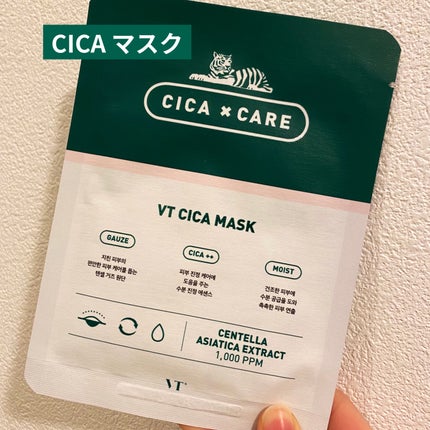 CICA マスク
CICA × CARE
VT CICA MASK
GAUZE
지친 피부의
편안한 피부 케어를 돕는
텐셀 거즈 원단
CICA ++
피부 진정 케어에
도움을 주는
수분 진정 에센스
MOIST
건조한 피부에
수분 공급을 도와
촉촉한 피부 연출
CENTELLA
ASIATICA EXTRACT
1,000 PPM
VT